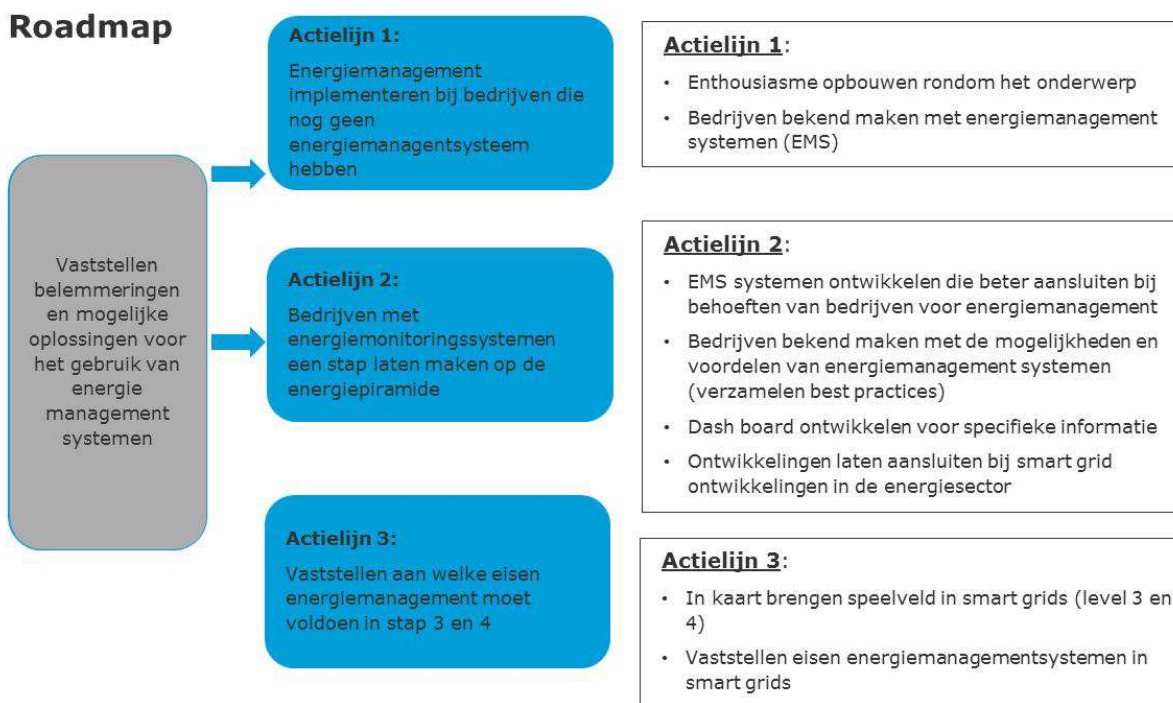 Roadmap
Vaststellen
belemmeringen
en mogelijke
oplossingen voor
het gebruik van
energie
management
systemen
Actielijn 1:
Energiemanagement
implementeren bij bedrijven die
nog geen
energiemanagentsysteem
hebben
Actielijn 2:
Bedrijven met
energiemonitoringssystemen
een stap laten maken op de
energiepiramide
Actielijn 3:
Vaststellen aan welke eisen
energiemanagement moet
voldoen in stap 3 en 4
Actielijn 1:
• Enthousiasme opbouwen rondom het onderwerp
• Bedrijven bekend maken met energiemanagement
systemen (EMS)
Actielijn 2:
• EMS systemen ontwikkelen die beter aansluiten bij
behoeften van bedrijven voor energiemanagement
• Bedrijven bekend maken met de mogelijkheden en
voordelen van energiemanagement systemen
(verzamelen best practices)
• Dash board ontwikkelen voor specifieke informatie
• Ontwikkelingen laten aansluiten bij smart grid
ontwikkelingen in de energiesector
Actielijn 3:
• In kaart brengen speelveld in smart grids (level 3 en
4)
• Vaststellen eisen energiemanagementsystemen in
smart grids